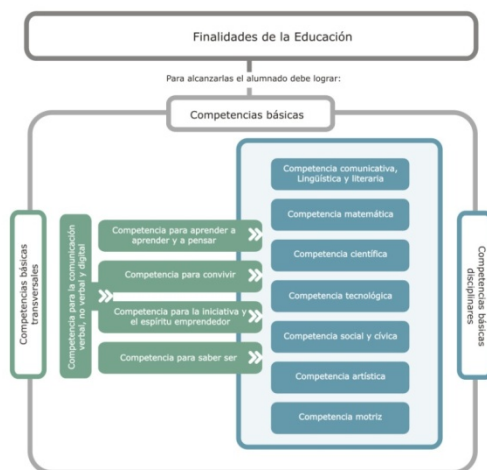 Finalidades de la Educación
Para alcanzarlas el alumnado debe lograr:
Competencias básicas
Competencias básicas
transversales
Competencia para la comunicación
verbal, no verbal y digital
Competencia para aprender a
aprender y a pensar
Competencia para convivir
Competencia para la iniciativa y
el espíritu emprendedor
Competencia para saber ser
Competencia comunicativa,
Lingüística y literaria
Competencia matemática
Competencia científica
Competencia tecnológica
Competencia social y cívica
Competencia artística
Competencia motriz
Competencias básicas
disciplinares